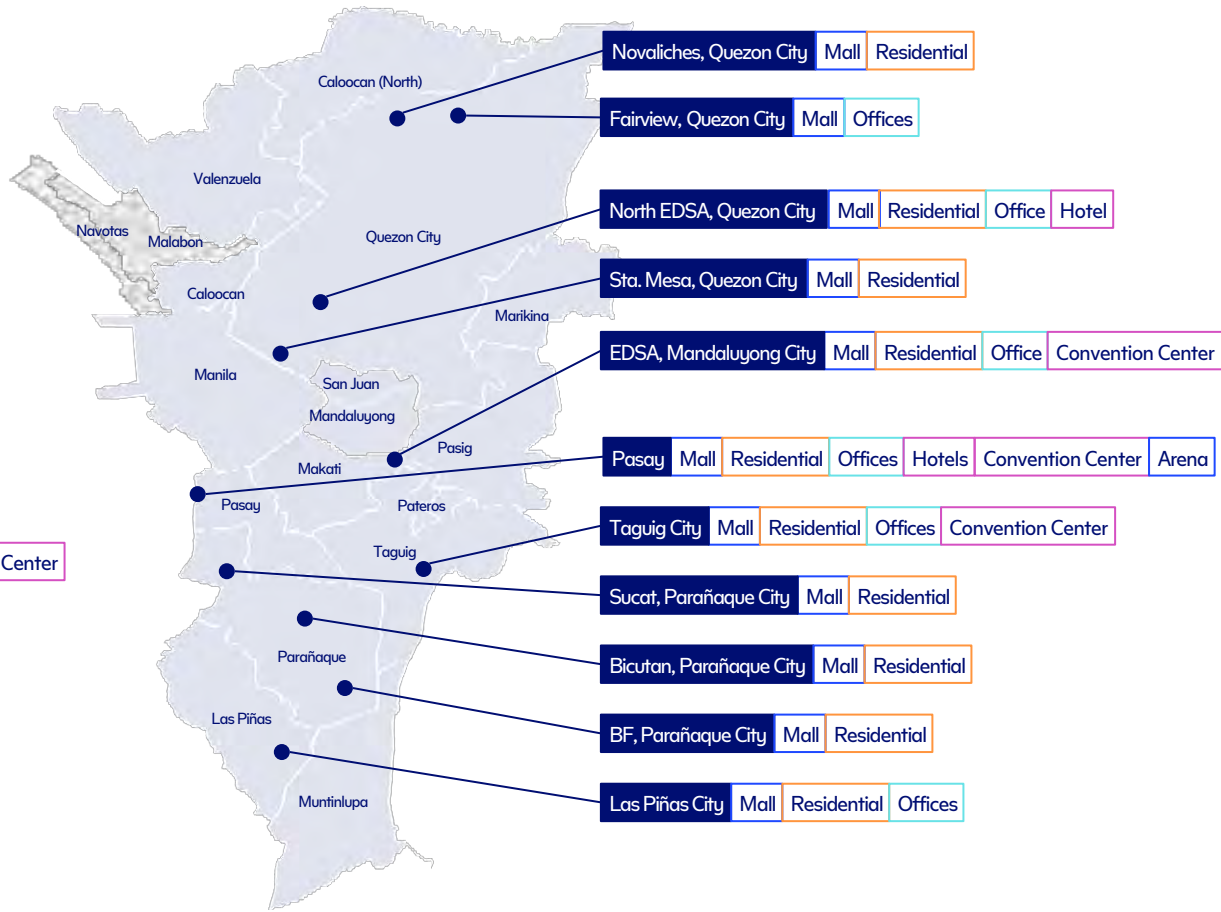 Novaliches, Quezon City Mall Residential
Caloocan (North)
Fairview, Quezon City Mall Offices
Valenzuela
North EDSA, Quezon City Mall Residential Office Hotel
Navotas
Malabon
Quezon City
Sta. Mesa, Quezon City Mall Residential
Caloocan
Marikina
EDSA, Mandaluyong City Mall Residential Office Convention Center
Manila
San Juan
Mandaluyong
Pasig
Pasay Mall Residential Offices Hotels Convention Center Arena
Makati
Pasay
Pateros
Taguig City Mall Residential Offices Convention Center
Taguig
Center
Sucat, Parañaque City Mall Residential
Parañaque
Bicutan, Parañaque City Mall Residential
Las Piñas
BF, Parañaque City Mall Residential
Muntinlupa
Las Piñas City Mall Residential Offices